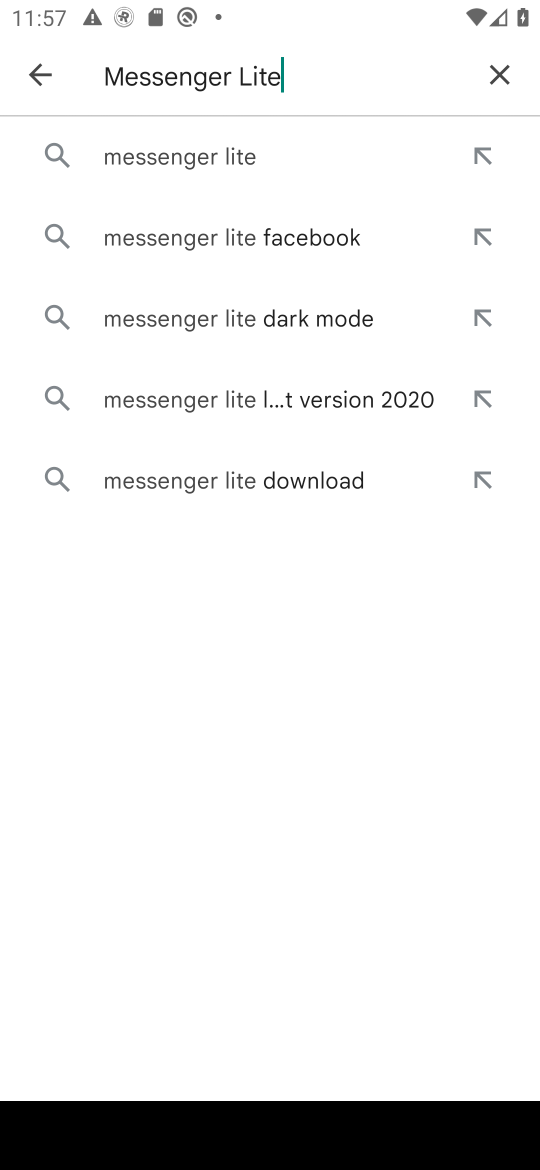 11:57
Messenger Lite
messenger lite
messenger lite facebook
messenger lite dark mode
messenger lite l...t version 2020
messenger lite download